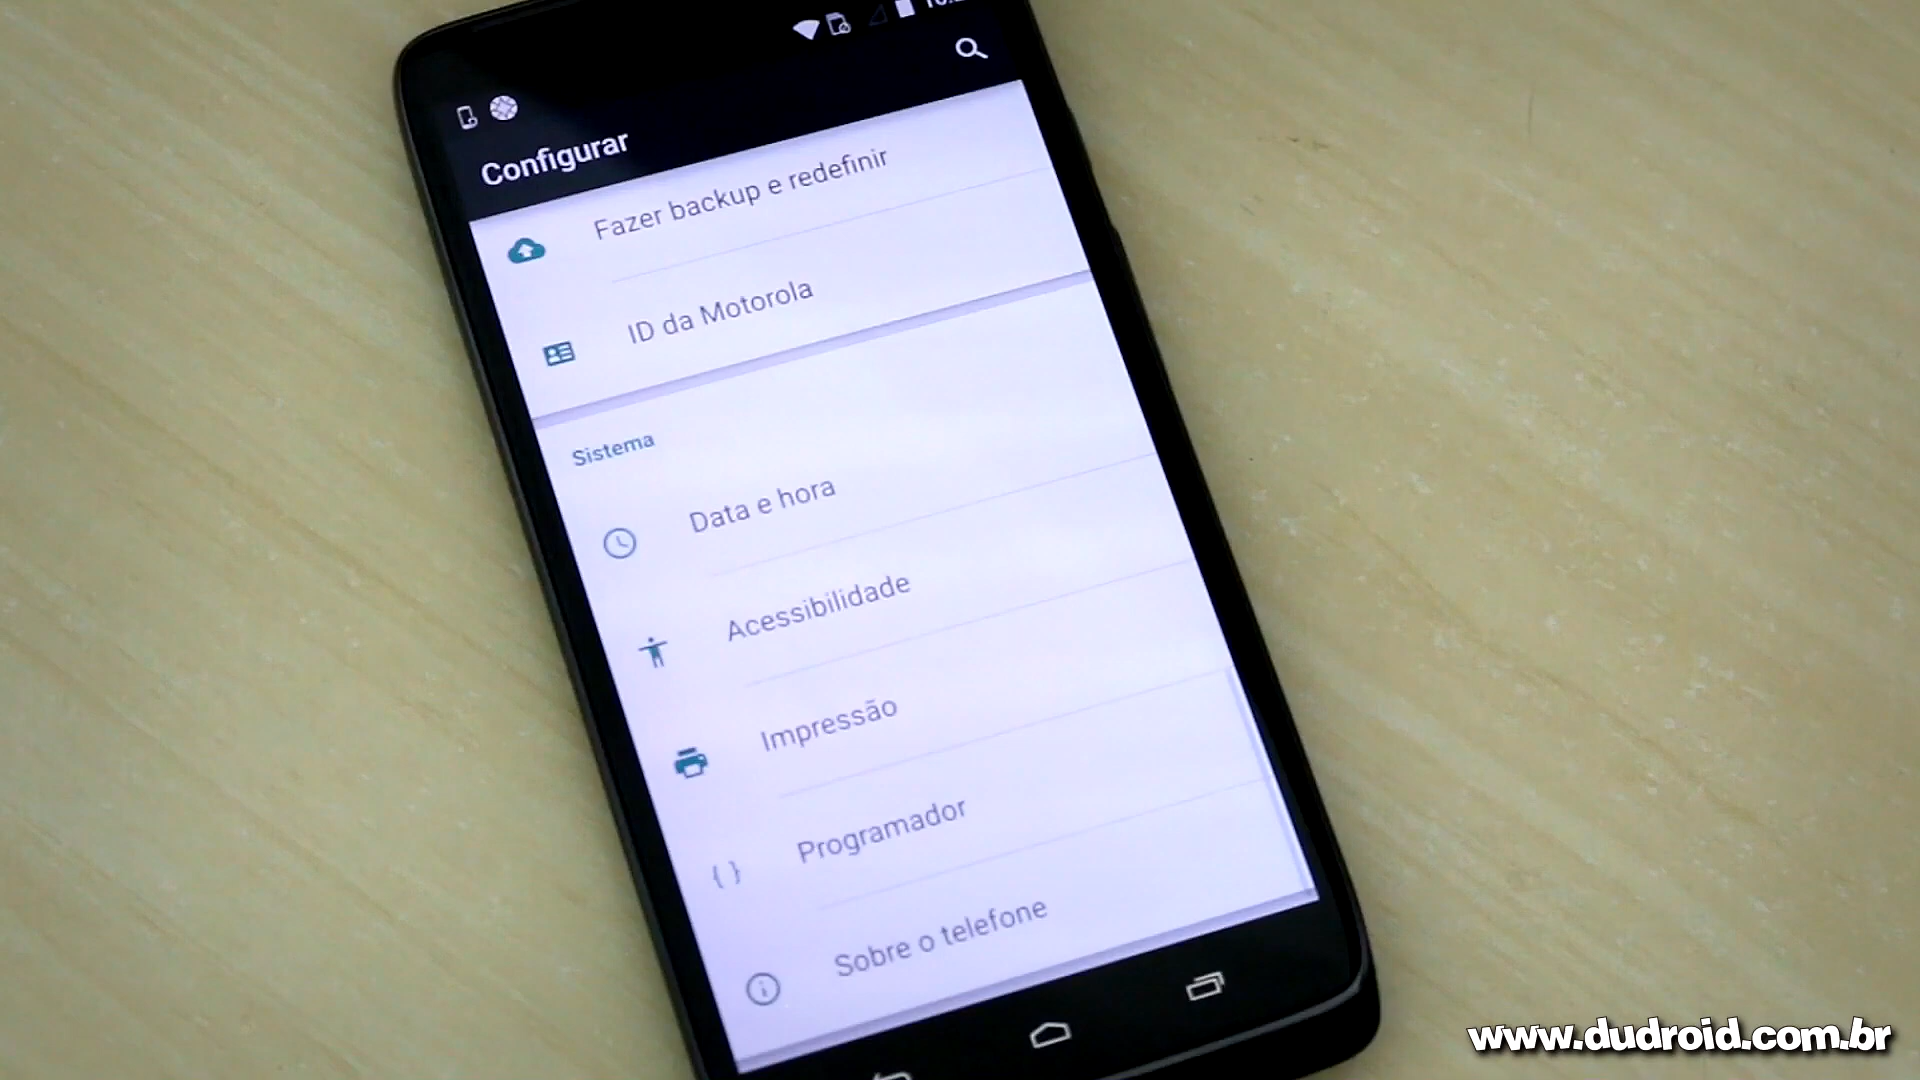 Configurar
Fazer backup e redefinir
ID da Motorola
Sistema
Data e hora
Acessibilidade
Impressão
{ }
Programador
Sobre o telefone
www.dudroid.com.br